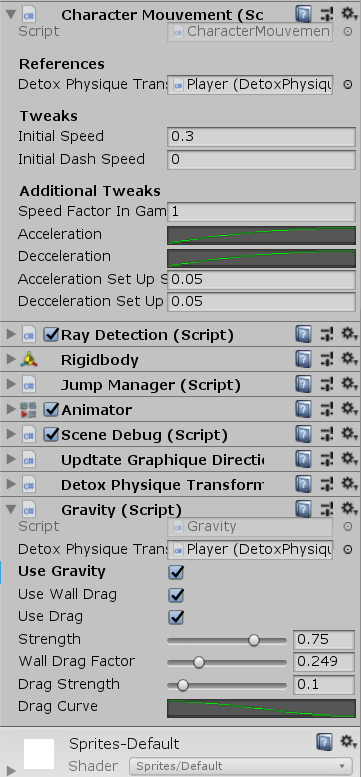 Character Mouvement (Sc
Script CharacterMouvemen
References
Detox Physique Trans Player (DetoxPhysiqu
Tweaks
Initial Speed 0.3
Initial Dash Speed 0
Additional Tweaks
Speed Factor In Gam 1
Acceleration
Decceleration
Acceleration Set Up S 0.05
Decceleration Set Up 0.05
Ray Detection (Script)
Rigidbody
Jump Manager (Script)
Animator
Scene Debug (Script)
Updtate Graphique Directio
Detox Physique Transform
Gravity (Script)
Script Gravity
Detox Physique Trans Player (DetoxPhysiqu
Use Gravity
Use Wall Drag
Use Drag
Strength 0.75
Wall Drag Factor 0.249
Drag Strength 0.1
Drag Curve
Sprites-Default
Shader Sprites/Default